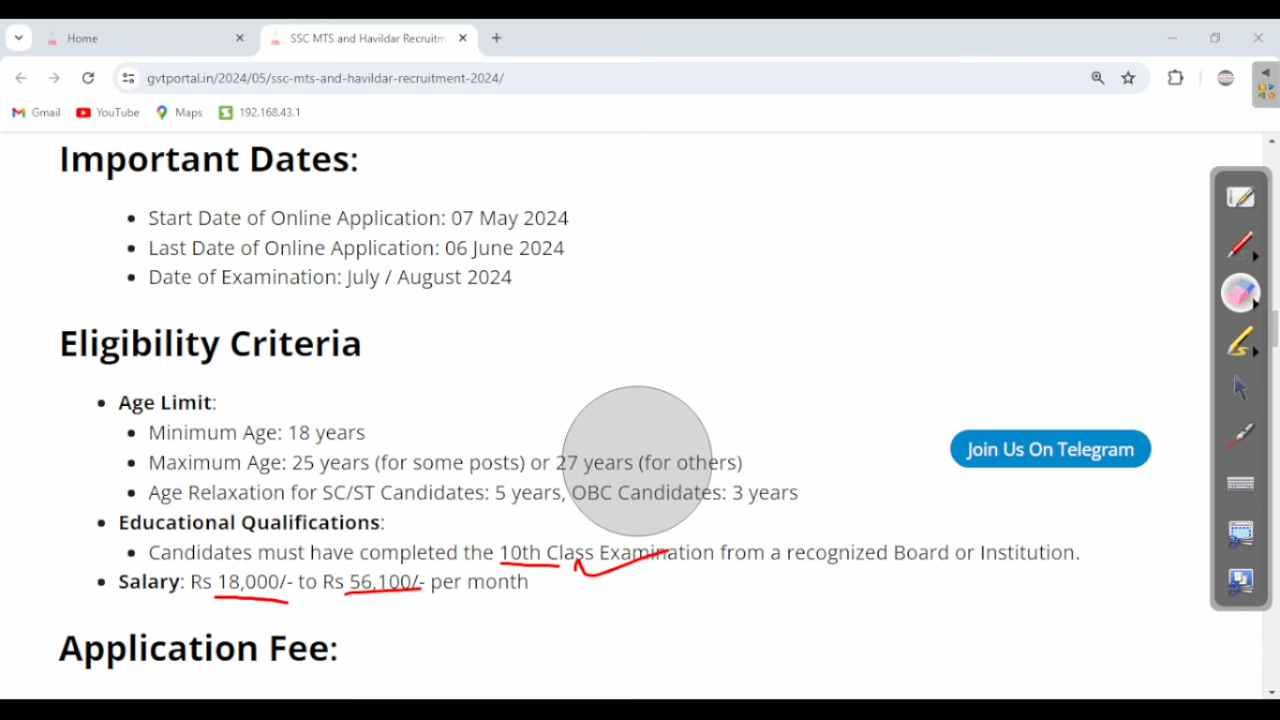 Home
SSC MTS and Havildar Recruitm
gvtportal.in/2024/05/ssc-mts-and-havildar-recruitment-2024/
Gmail
YouTube
Maps
192.168.43.1
Important Dates:
Start Date of Online Application: 07 May 2024
Last Date of Online Application: 06 June 2024
Date of Examination: July / August 2024
Eligibility Criteria
Age Limit:
Minimum Age: 18 years
Maximum Age: 25 years (for some posts) or 27 years (for others)
Age Relaxation for SC/ST Candidates: 5 years, OBC Candidates: 3 years
Join Us On Telegram
Educational Qualifications:
Candidates must have completed the 10th Class Examination from a recognized Board or Institution.
Salary: Rs 18,000/- to Rs 56,100/- per month
Application Fee: